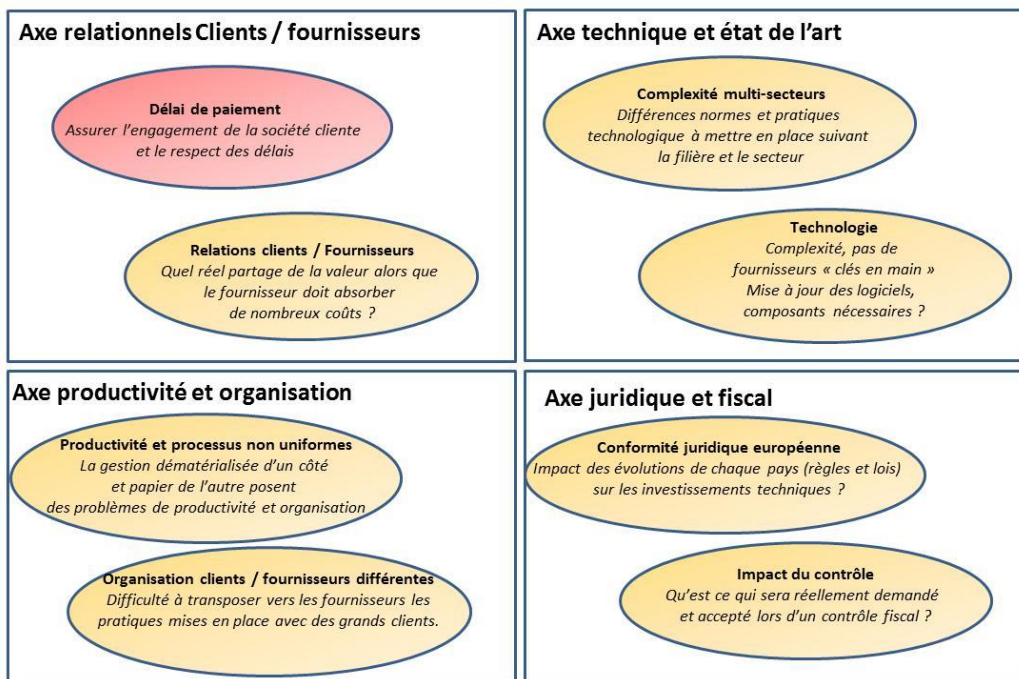 Axe relationnels Clients / fournisseurs
Délai de paiement
Assurer l'engagement de la société cliente
et le respect des délais
Relations clients / Fournisseurs
Quel réel partage de la valeur alors que
le fournisseur doit absorber
de nombreux coûts ?
Axe technique et état de l'art
Complexité multi-secteurs
Différences normes et pratiques
technologique à mettre en place suivant
la filière et le secteur
Technologie
Complexité, pas de
fournisseurs « clés en main »
Mise à jour des logiciels,
composants nécessaires ?
Axe productivité et organisation
Productivité et processus non uniformes
La gestion dématérialisée d'un côté
et papier de l'autre posent
des problèmes de productivité et organisation
Organisation clients / fournisseurs différentes
Difficulté à transposer vers les fournisseurs les
pratiques mises en place avec des grands clients.
Axe juridique et fiscal
Conformité juridique européenne
Impact des évolutions de chaque pays (règles et lois)
sur les investissements techniques ?
Impact du contrôle
Qu'est ce qui sera réellement demandé
et accepté lors d'un contrôle fiscal ?